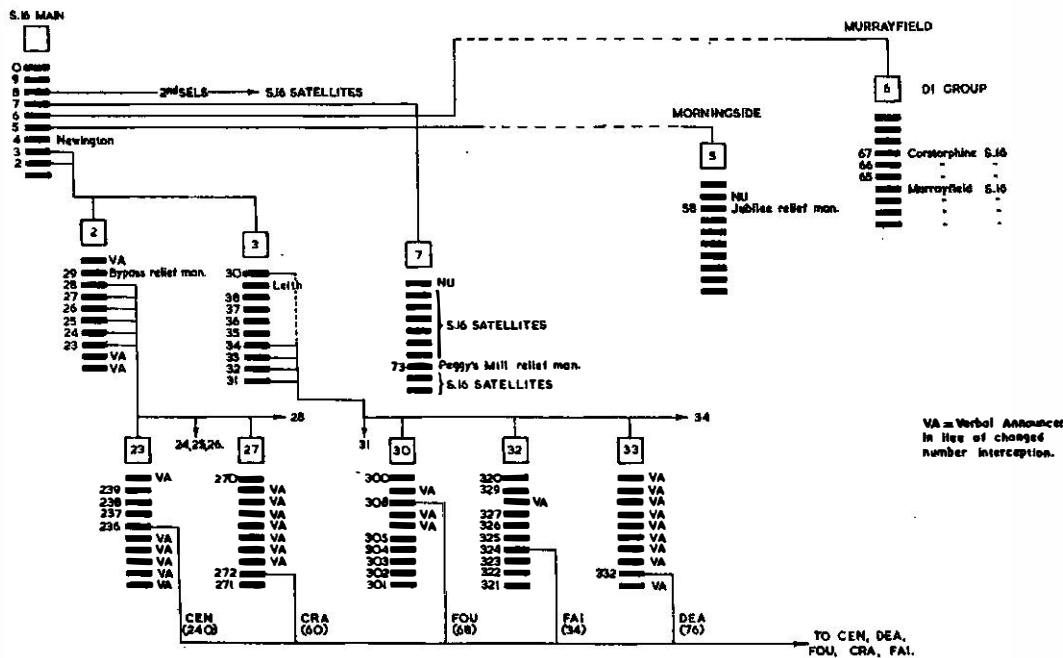 S.16 MAIN
0
9
8
7
6
5
4 Newington
3
2
2nd SELS
S.16 SATELLITES
MURRAYFIELD
6
D1 GROUP
67 Corstorphine S.16
66 " "
65 " "
Murrayfield S.16
" "
" "
" "
MORNINGSIDE
5
NU
58 Jubilee relief man.
2
VA
29 Bypass relief man.
28
27
26
25
24
23
VA
VA
3
30
Leith
38
37
36
35
34
33
32
31
7
NU
S.16 SATELLITES
73 Peggy's Mill relief man.
S.16 SATELLITES
VA = Verbal Announcer
in lieu of changed
number interception.
28
24,25,26.
31
34
23
VA
239
238
237
236
VA
VA
VA
VA
VA
27
270
VA
VA
VA
VA
VA
VA
VA
272
271
30
300
VA
308
VA
VA
305
304
303
302
301
32
320
329
VA
327
326
325
324
323
322
321
33
VA
VA
VA
VA
VA
VA
VA
332
VA
CEN
(240)
CRA
(60)
FOU
(68)
FAI
(34)
DEA
(76)
TO CEN, DEA,
FOU, CRA, FAI.